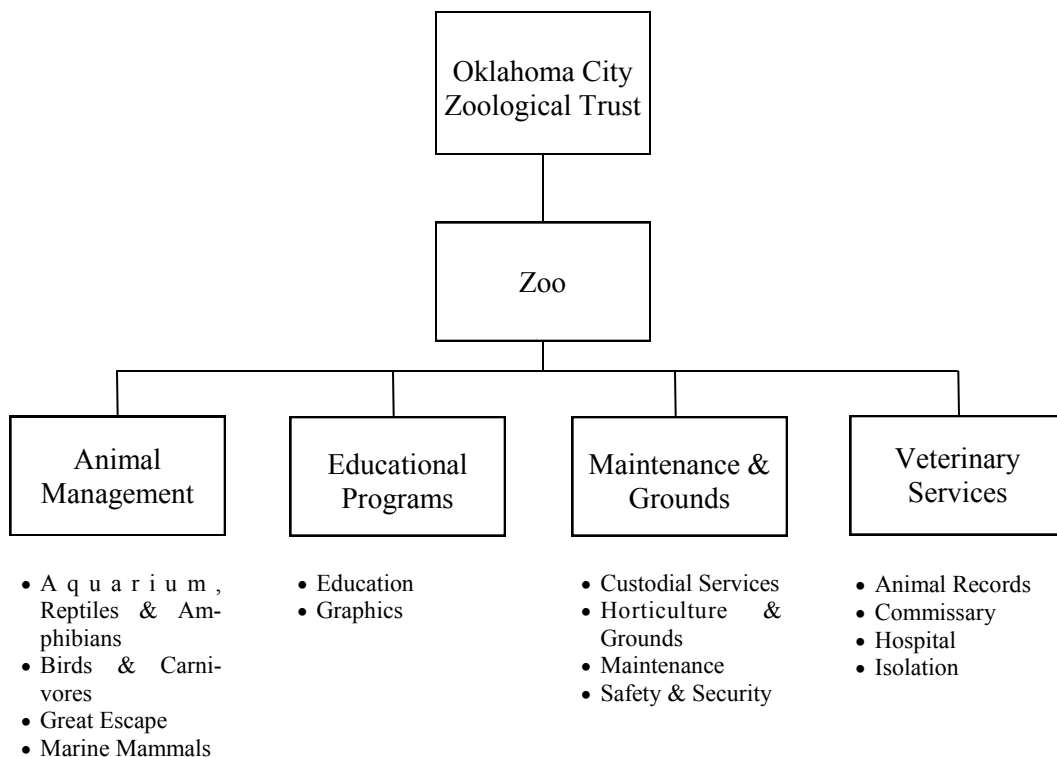 Oklahoma City
Zoological Trust
Zoo
Animal
Management
Educational
Programs
Maintenance &
Grounds
Veterinary
Services
• Aquarium,
Reptiles & Am-
phibians
• Birds & Carni-
vores
• Great Escape
• Marine Mammals
• Education
• Graphics
• Custodial Services
• Horticulture &
Grounds
• Maintenance
• Safety & Security
• Animal Records
• Commissary
• Hospital
• Isolation